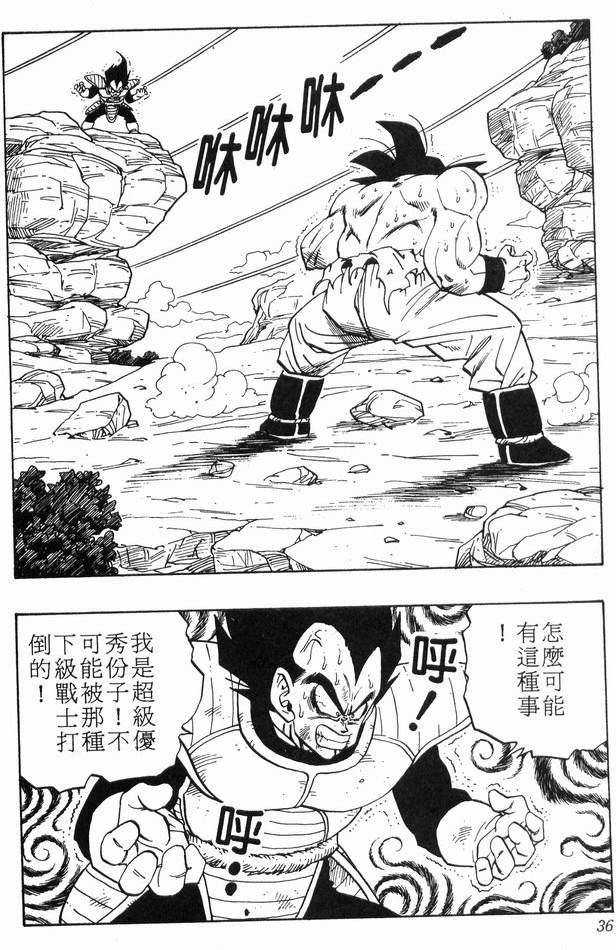 咻咻咻
怎麼可能
有這種事
！
呼！
我是超級優
秀份子！不
可能被那種
下級戰士打
倒的！
呼
36